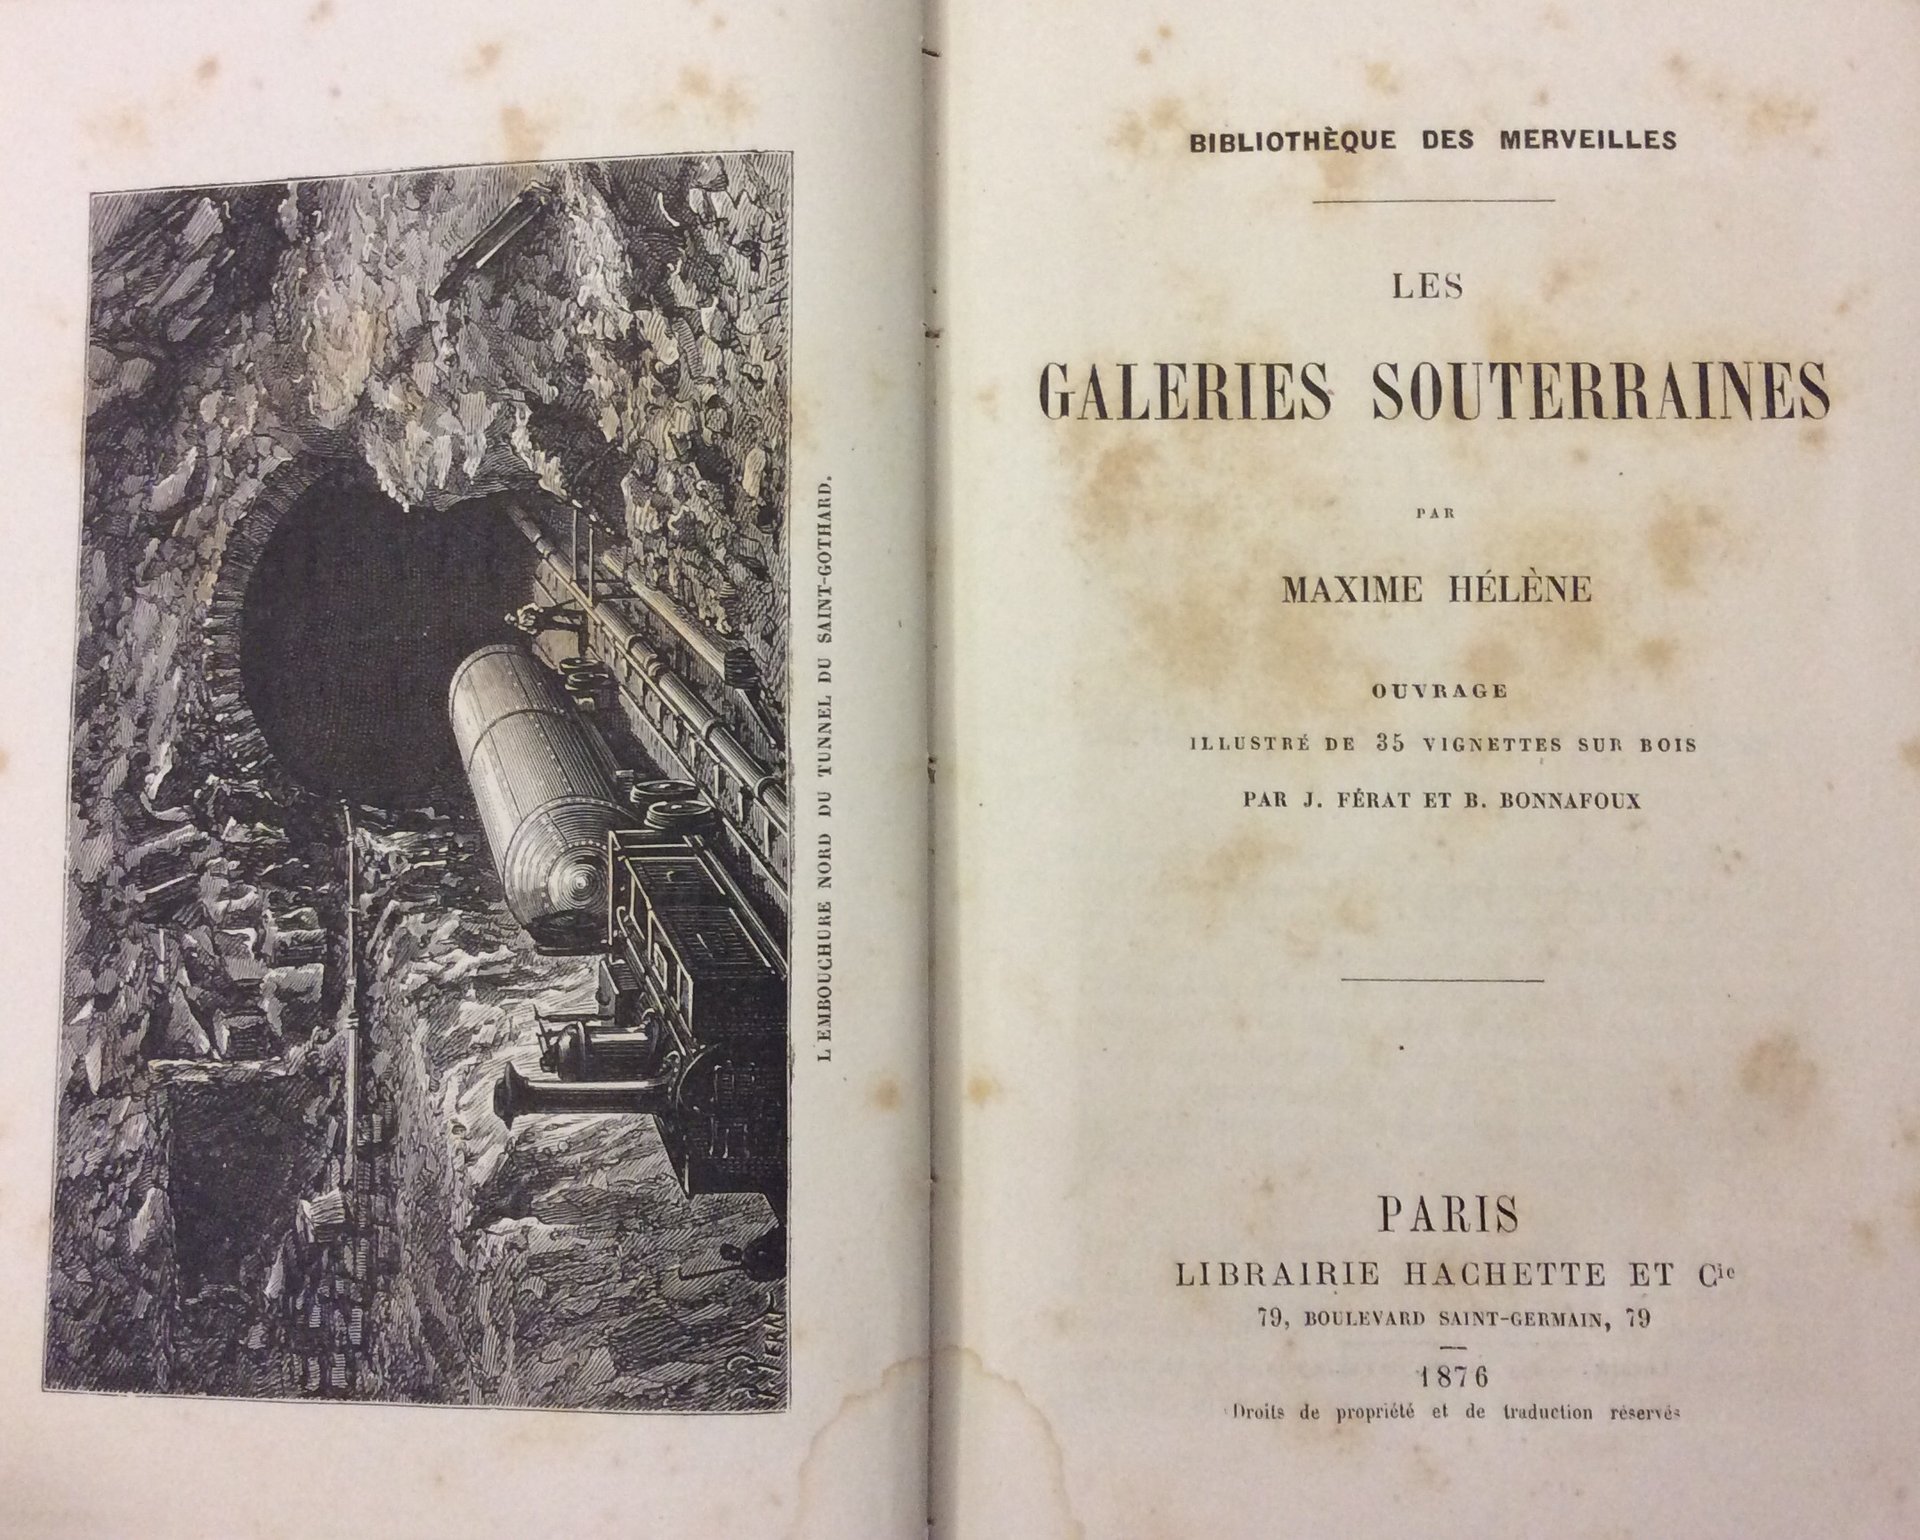 L'EMBOUCHURE NORD DU TUNNEL DU SAINT-GOTHARD.
BIBLIOTHÈQUE DES MERVEILLES
LES
GALERIES SOUTERRAINES
PAR
MAXIME HÉLÈNE
OUVRAGE
ILLUSTRÉ DE 35 VIGNETTES SUR BOIS
PAR J. FÉRAT ET B. BONNAFOUX
PARIS
LIBRAIRIE HACHETTE ET Cie
79, BOULEVARD SAINT-GERMAIN, 79
1876
Droits de propriété et de traduction réservés